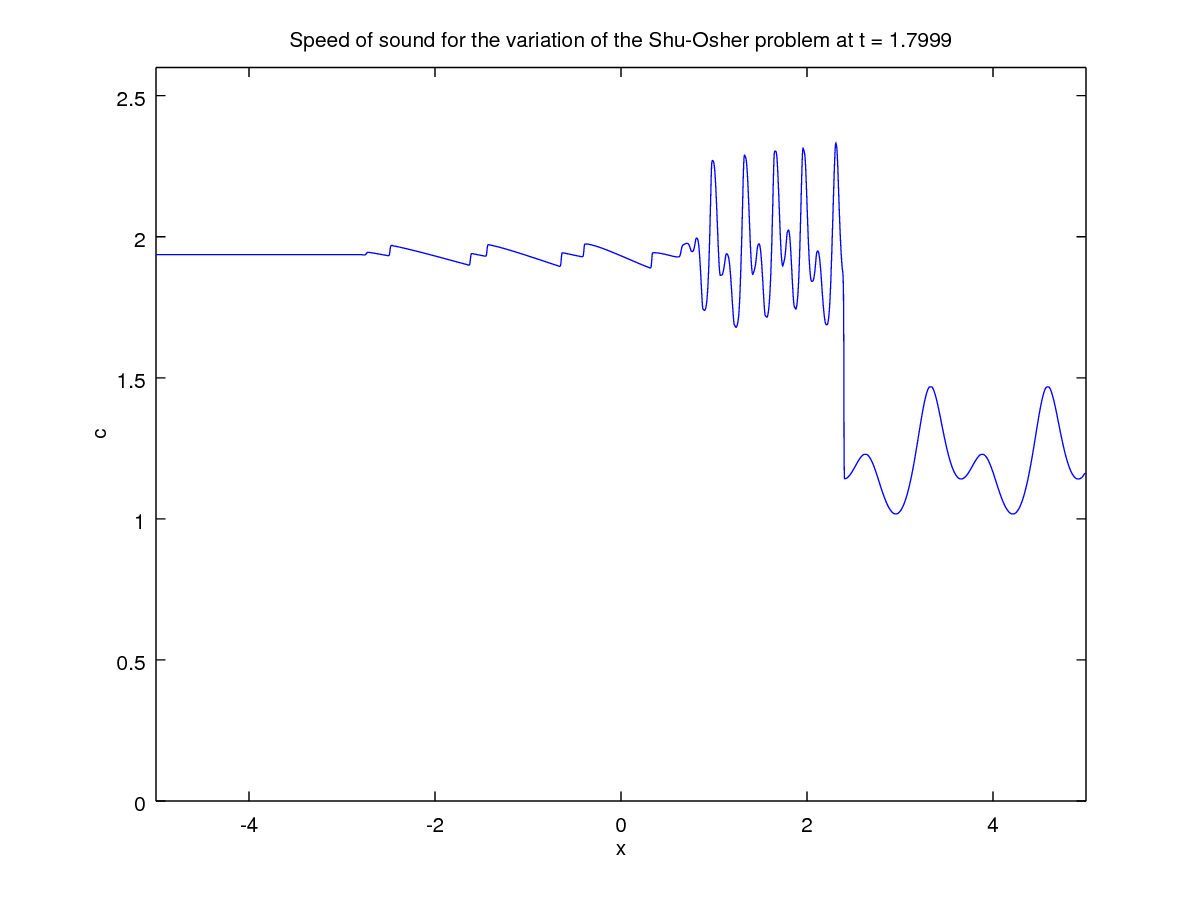 Speed of sound for the variation of the Shu-Osher problem at t = 1.7999
2.5
2
1.5
c
1
0.5
0
-4 -2 0 2 4
x